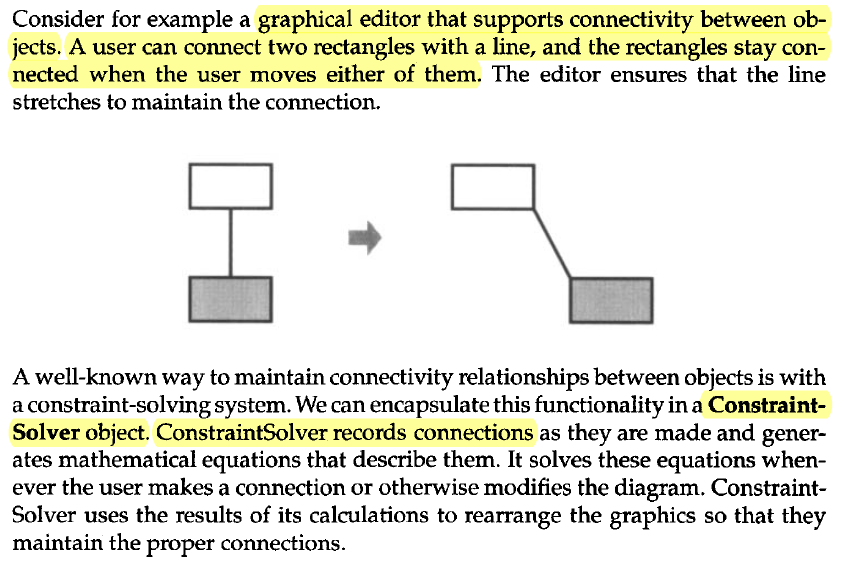 Consider for example a graphical editor that supports connectivity between ob-
jects. A user can connect two rectangles with a line, and the rectangles stay con-
nected when the user moves either of them. The editor ensures that the line
stretches to maintain the connection.
A well-known way to maintain connectivity relationships between objects is with
a constraint-solving system. We can encapsulate this functionality in a Constraint-
Solver object. ConstraintSolver records connections as they are made and gener-
ates mathematical equations that describe them. It solves these equations when-
ever the user makes a connection or otherwise modifies the diagram. Constraint-
Solver uses the results of its calculations to rearrange the graphics so that they
maintain the proper connections.